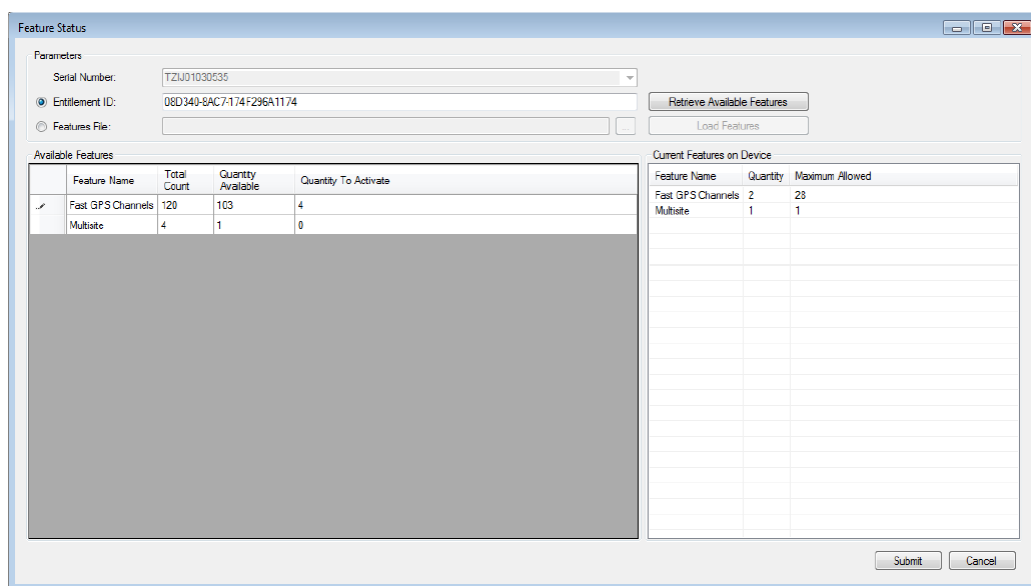 Feature Status
Parameters
Serial Number: TZIJ01030535
Entitlement ID: 08D340-8AC7-174F296A1174 Retrieve Available Features
Features File: ... Load Features
Available Features Current Features on Device
Feature Name Total Count Quantity Available Quantity To Activate
Fast GPS Channels 120 103 4
Multisite 4 1 0
Feature Name Quantity Maximum Allowed
Fast GPS Channels 2 28
Multisite 1 1
Submit Cancel